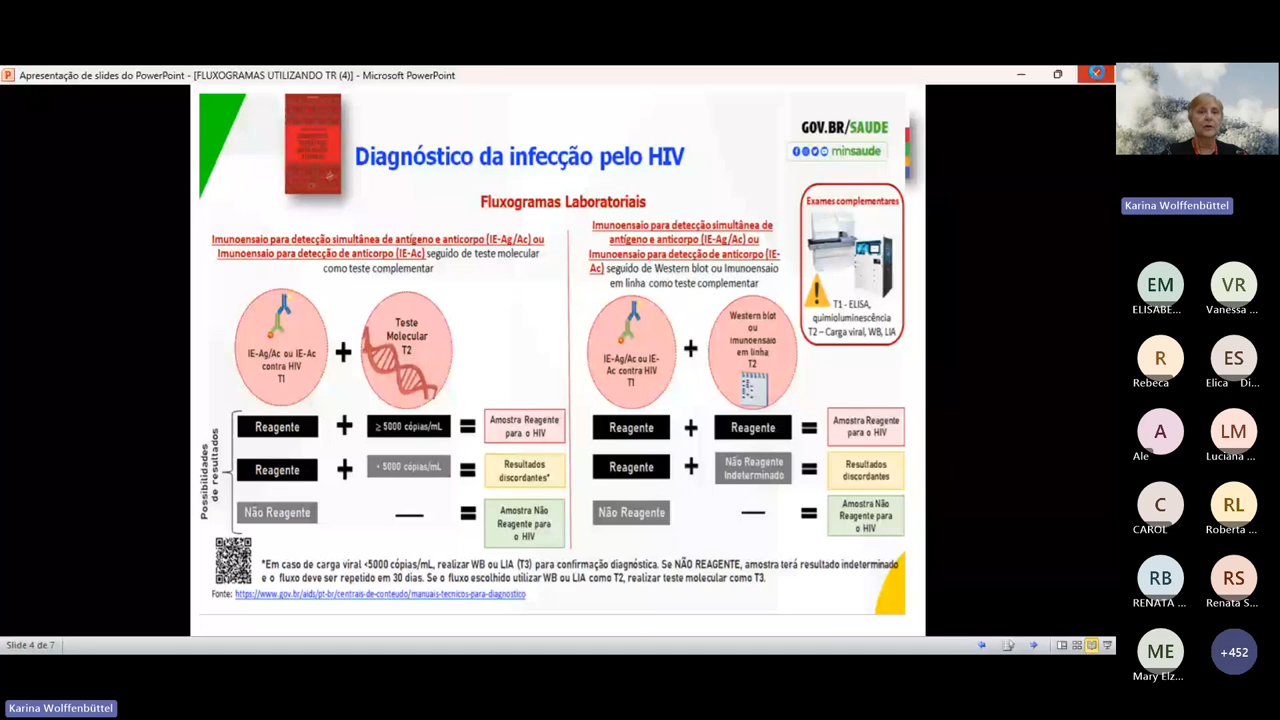 Apresentação de slides do PowerPoint - [FLUXOGRAMAS UTILIZANDO TR (4)] - Microsoft PowerPoint
GOV.BR/SAUDE
minsaude
Diagnóstico da infecção pelo HIV
Fluxogramas Laboratoriais
Imunoensaio para detecção simultânea de antígeno e anticorpo (IE-Ag/Ac) ou
Imunoensaio para detecção de anticorpo (IE-Ac) seguido de teste molecular
como teste complementar
IE-Ag/Ac ou IE-Ac
contra HIV
T1
+
Teste
Molecular
T2
Possibilidades
de resultados
Reagente + ≥ 5000 cópias/mL = Amostra Reagente
para o HIV
Reagente + < 5000 cópias/mL = Resultados
discordantes*
Não Reagente — = Amostra Não
Reagente para
o HIV
Imunoensaio para detecção simultânea de
antígeno e anticorpo (IE-Ag/Ac) ou
Imunoensaio para detecção de anticorpo (IE-
Ac) seguido de Western blot ou Imunoensaio
em linha como teste complementar
IE-Ag/Ac ou IE-
Ac contra HIV
T1
+
Western blot
ou
imunoensaio
em linha
T2
Reagente + Reagente = Amostra Reagente
para o HIV
Reagente + Não Reagente
Indeterminado = Resultados
discordantes
Não Reagente — = Amostra Não
Reagente para
o HIV
Exames complementares
T1 - ELISA,
quimioluminescência
T2 – Carga viral, WB, LIA
*Em caso de carga viral <5000 cópias/mL, realizar WB ou LIA (T3) para confirmação diagnóstica. Se NÃO REAGENTE, amostra terá resultado indeterminado
e o fluxo deve ser repetido em 30 dias. Se o fluxo escolhido utilizar WB ou LIA como T2, realizar teste molecular como T3.
Fonte: https://www.gov.br/aids/pt-br/centrais-de-conteudo/manuais-tecnicos-para-diagnostico
Slide 4 de 7
Karina Wolffenbüttel
Karina Wolffenbüttel
EM
ELISABE...
VR
Vanessa ...
R
Rebeca
ES
Elica Di...
A
Ale
LM
Luciana ...
C
CAROL
RL
Roberta ...
RB
RENATA ...
RS
Renata S...
ME
Mary Elz...
+452